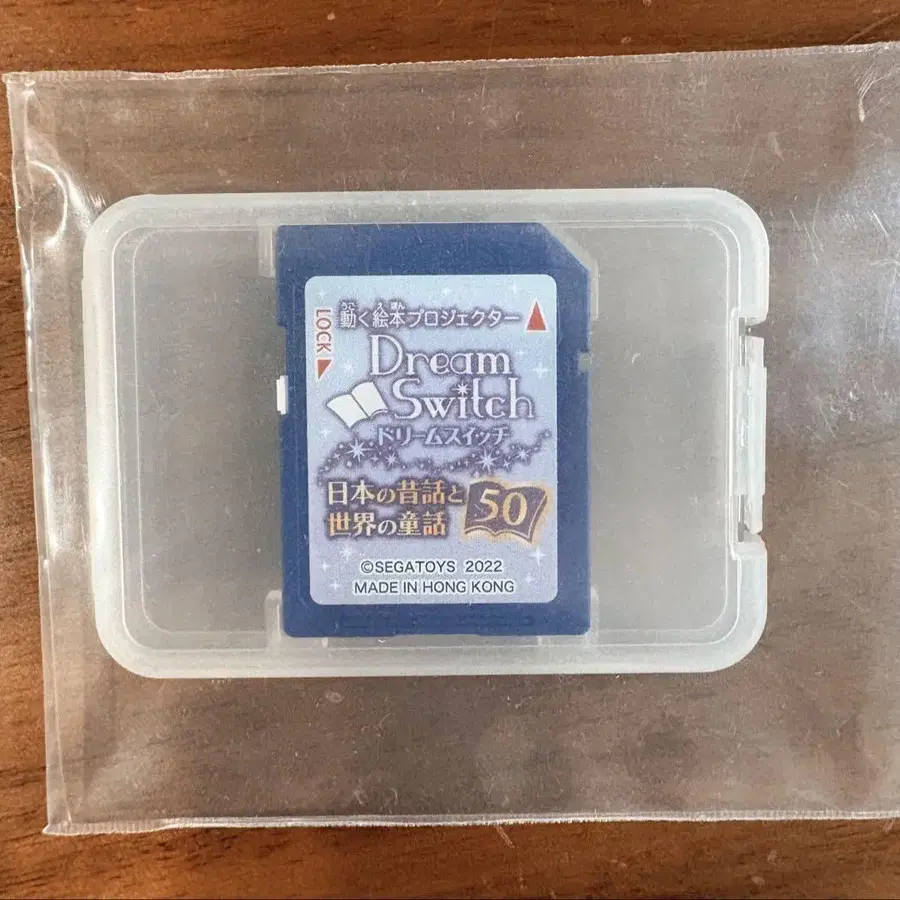 動く絵本プロジェクター
LOCK
Dream
Switch
ドリームスイッチ
日本の昔話と
世界の童話
50
©SEGATOYS 2022
MADE IN HONG KONG